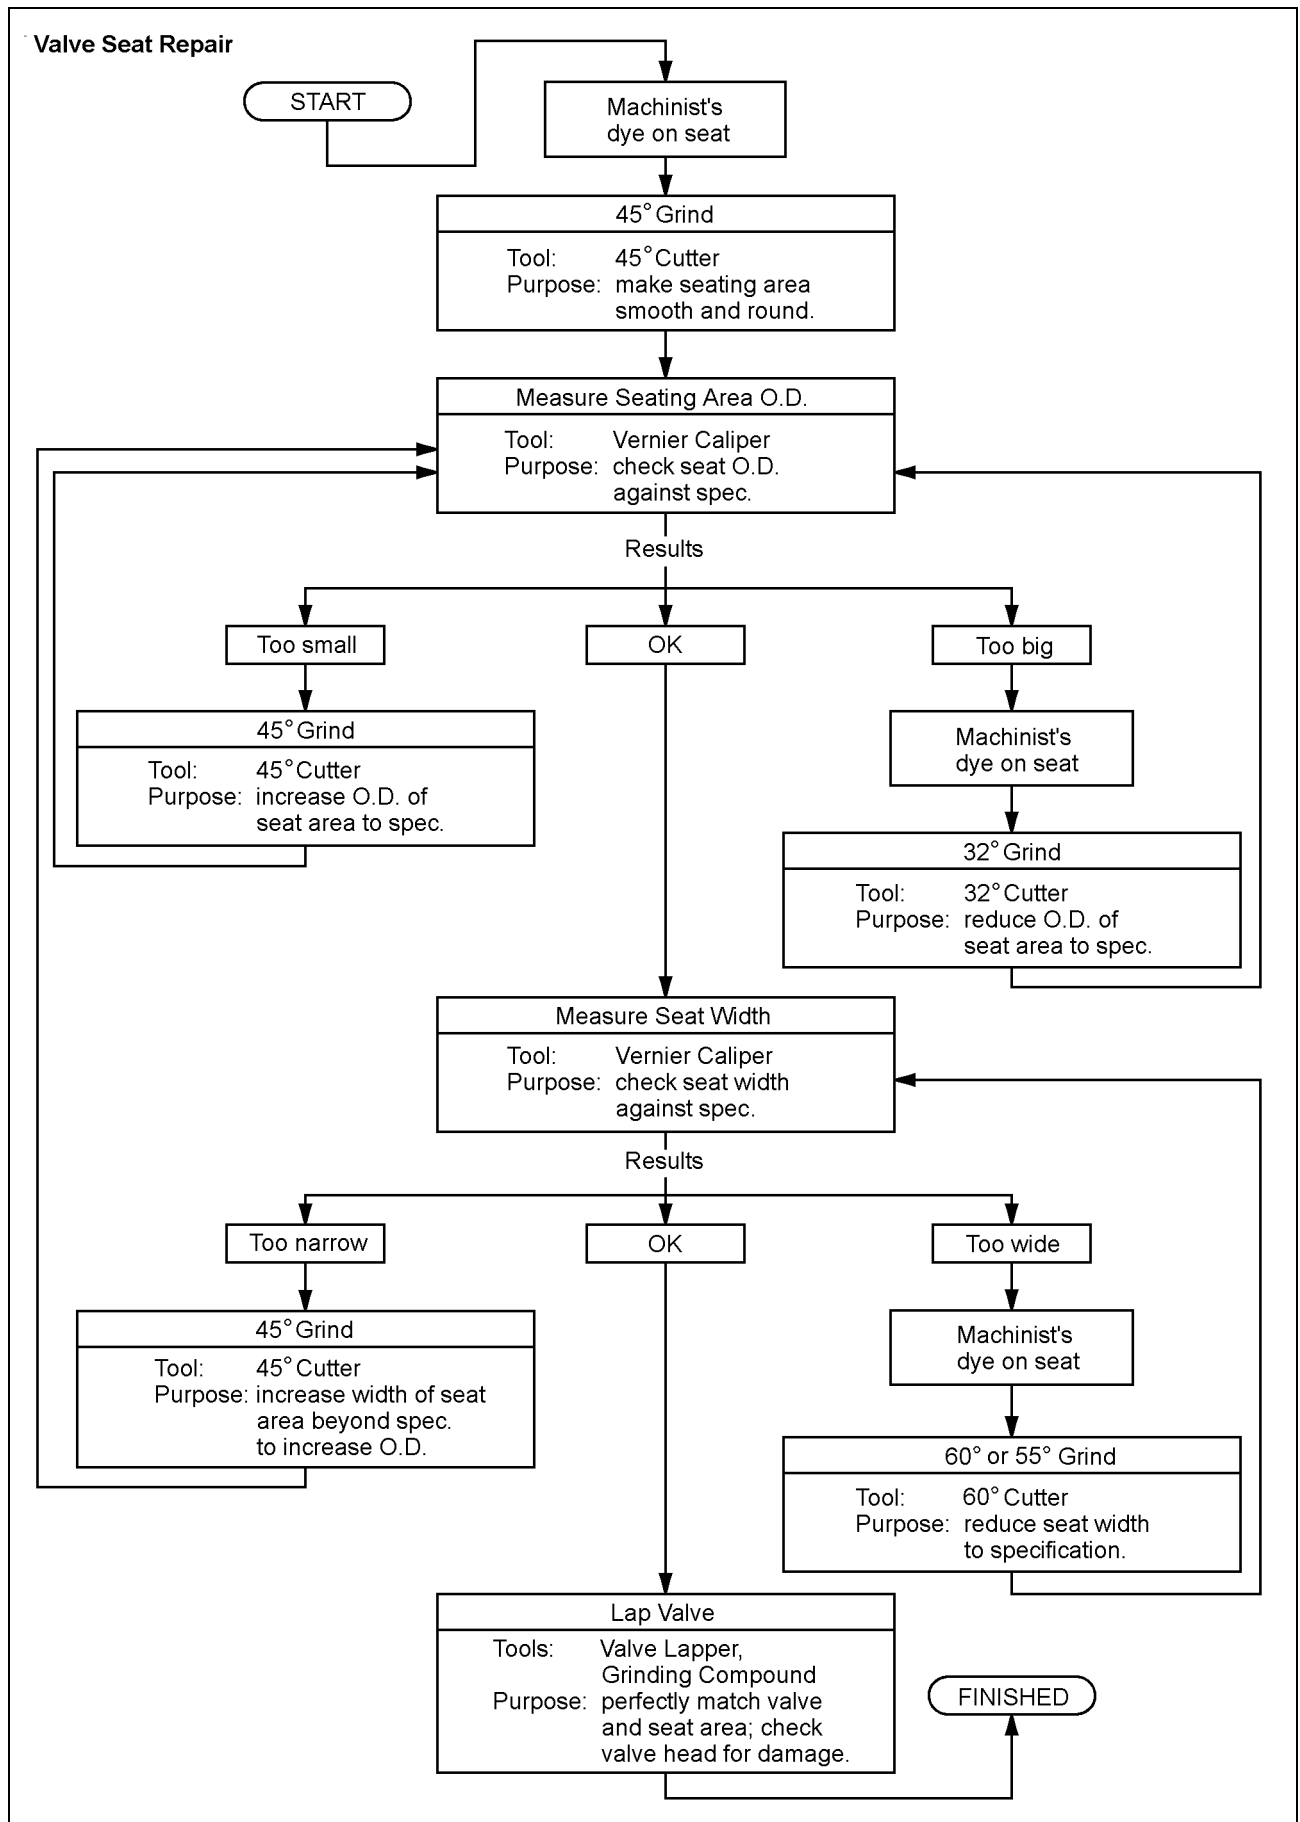 Valve Seat Repair
START
Machinist's
dye on seat
45° Grind
Tool: 45° Cutter
Purpose: make seating area
smooth and round.
Measure Seating Area O.D.
Tool: Vernier Caliper
Purpose: check seat O.D.
against spec.
Results
Too small
OK
Too big
45° Grind
Tool: 45° Cutter
Purpose: increase O.D. of
seat area to spec.
Machinist's
dye on seat
32° Grind
Tool: 32° Cutter
Purpose: reduce O.D. of
seat area to spec.
Measure Seat Width
Tool: Vernier Caliper
Purpose: check seat width
against spec.
Results
Too narrow
OK
Too wide
45° Grind
Tool: 45° Cutter
Purpose: increase width of seat
area beyond spec.
to increase O.D.
Machinist's
dye on seat
60° or 55° Grind
Tool: 60° Cutter
Purpose: reduce seat width
to specification.
Lap Valve
Tools: Valve Lapper,
Grinding Compound
Purpose: perfectly match valve
and seat area; check
valve head for damage.
FINISHED